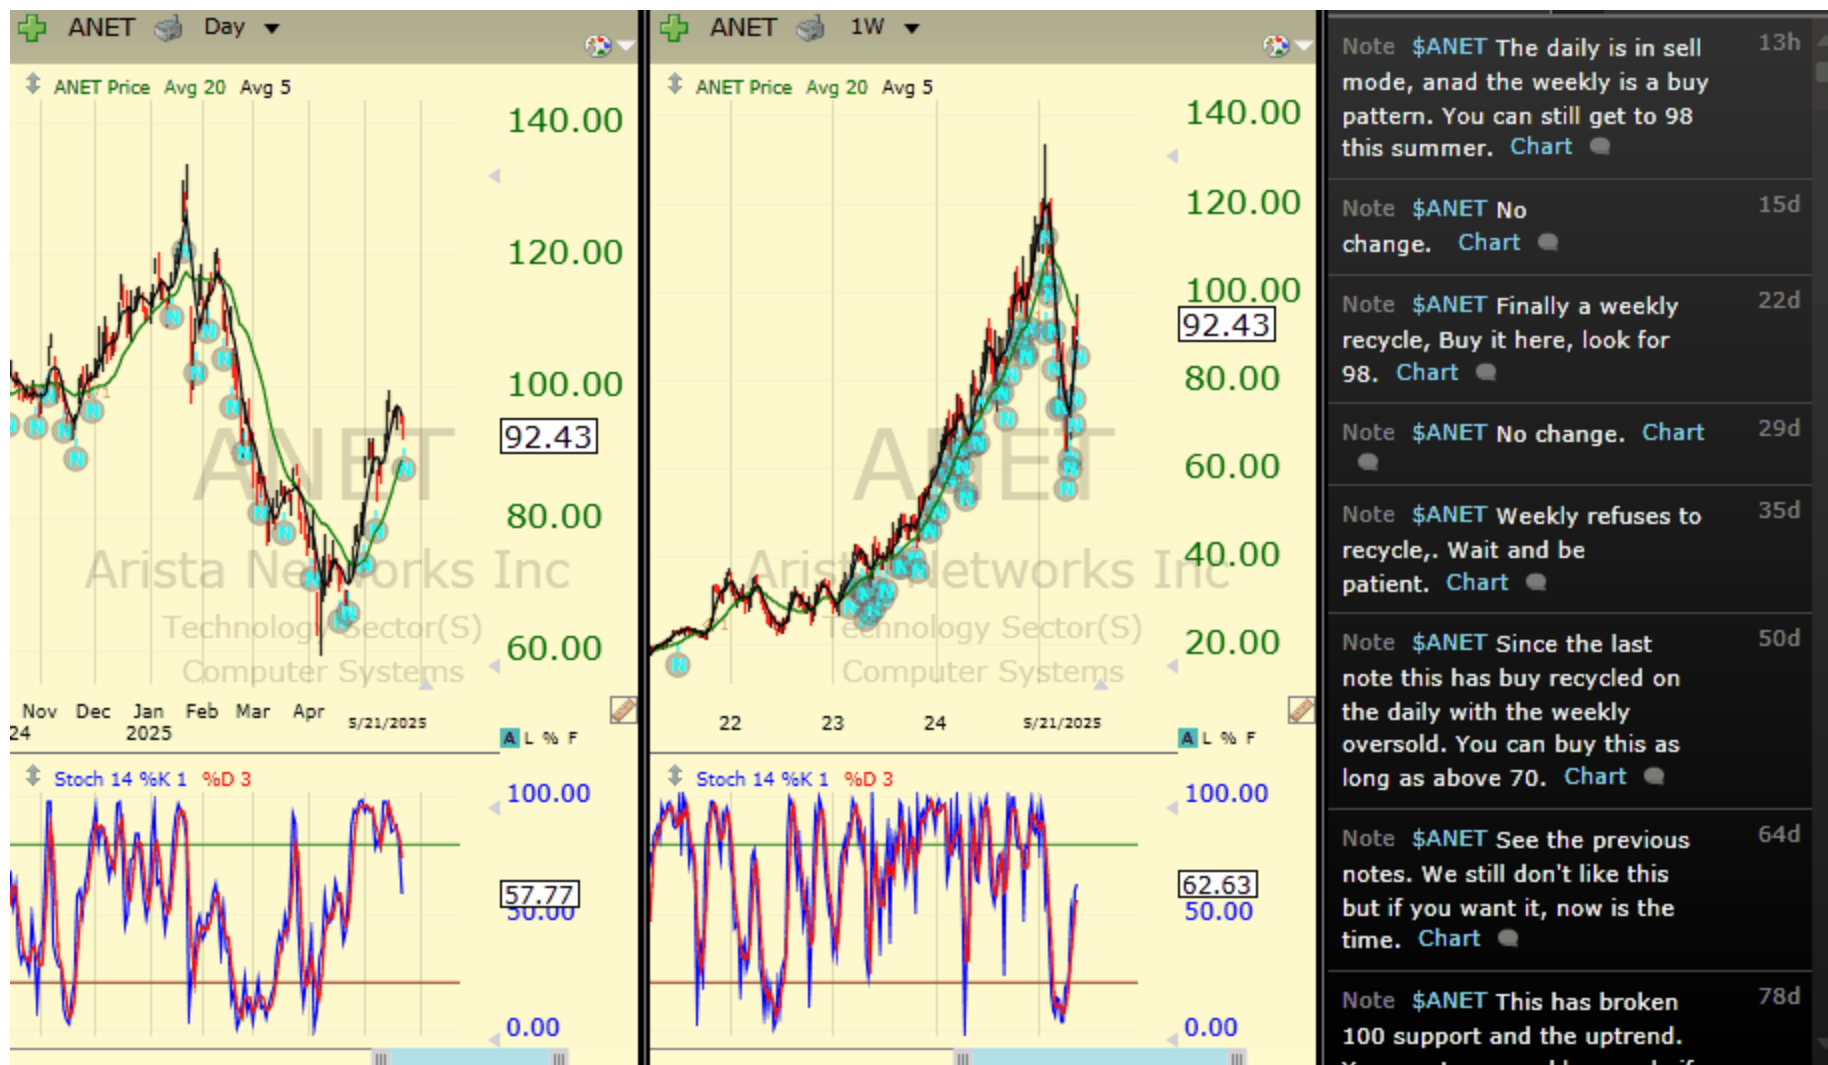 ANET Day
ANET Price Avg 20 Avg 5
140.00
120.00
100.00
92.43
80.00
60.00
ANET
Arista Networks Inc
Technology Sector(S)
Computer Systems
Nov Dec Jan Feb Mar Apr 5/21/2025
24 2025
A L % F
Stoch 14 %K 1 %D 3
100.00
57.77
50.00
0.00
ANET 1W
ANET Price Avg 20 Avg 5
140.00
120.00
100.00
92.43
80.00
60.00
40.00
20.00
ANET
Arista Networks Inc
Technology Sector(S)
Computer Systems
22 23 24 5/21/2025
A L % F
Stoch 14 %K 1 %D 3
100.00
62.63
50.00
0.00
Note $ANET The daily is in sell 13h
mode, anad the weekly is a buy
pattern. You can still get to 98
this summer. Chart
Note $ANET No 15d
change. Chart
Note $ANET Finally a weekly 22d
recycle, Buy it here, look for
98. Chart
Note $ANET No change. Chart 29d
Note $ANET Weekly refuses to 35d
recycle,. Wait and be
patient. Chart
Note $ANET Since the last 50d
note this has buy recycled on
the daily with the weekly
oversold. You can buy this as
long as above 70. Chart
Note $ANET See the previous 64d
notes. We still don't like this
but if you want it, now is the
time. Chart
Note $ANET This has broken 78d
100 support and the uptrend.